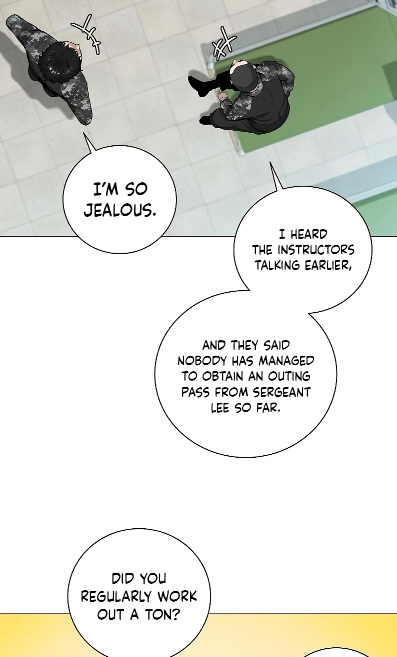 I'M SO
JEALOUS.
I HEARD
THE INSTRUCTORS
TALKING EARLIER,
AND THEY SAID
NOBODY HAS MANAGED
TO OBTAIN AN OUTING
PASS FROM SERGEANT
LEE SO FAR.
DID YOU
REGULARLY WORK
OUT A TON?